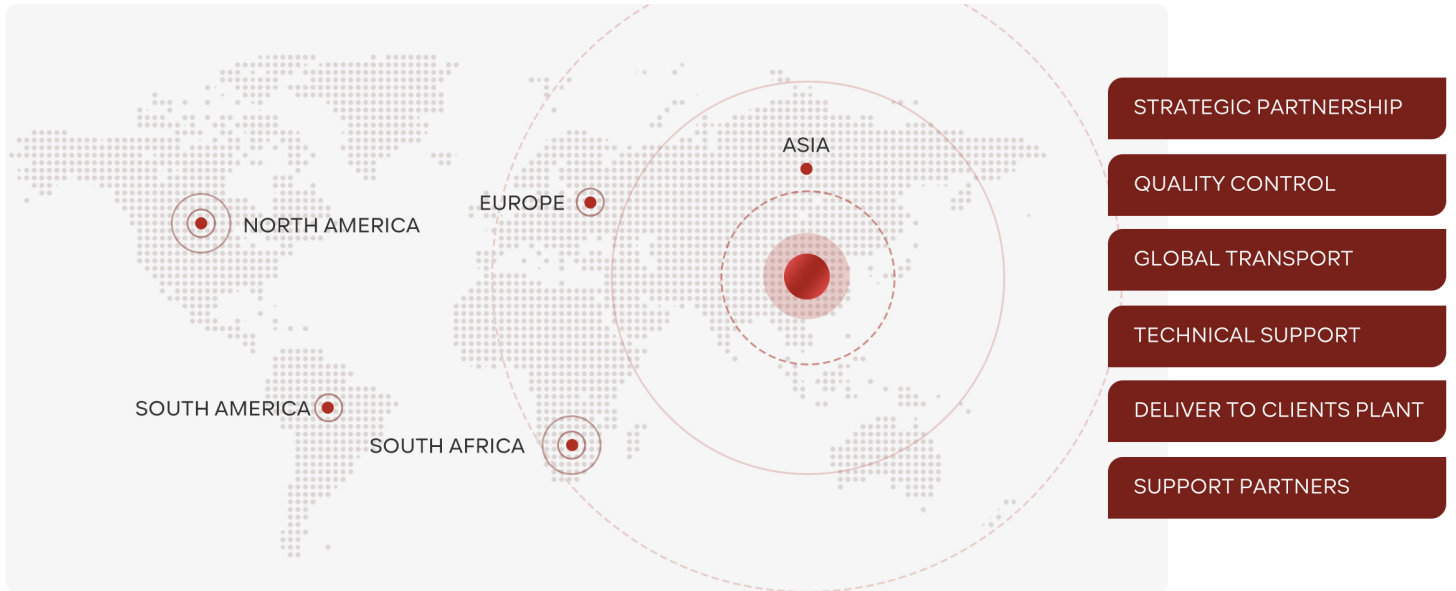 ASIA
EUROPE
NORTH AMERICA
SOUTH AMERICA
SOUTH AFRICA
STRATEGIC PARTNERSHIP
QUALITY CONTROL
GLOBAL TRANSPORT
TECHNICAL SUPPORT
DELIVER TO CLIENTS PLANT
SUPPORT PARTNERS